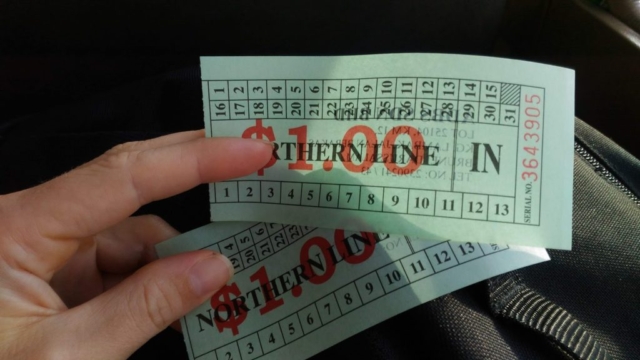 1 2 3 4 5 6 7 8 9 10 11 12 13 14 15
16 17 18 19 20 21 22 23 24 25 26 27 28 29 30 31
$1.00
RTHERN LINE IN
SERIAL NO. 3643905
1 2 3 4 5 6 7 8 9 10 11 12 13
NORTHERN LINE
$1.00
2 3 4 5 6 7 8 9 10 11 12 13